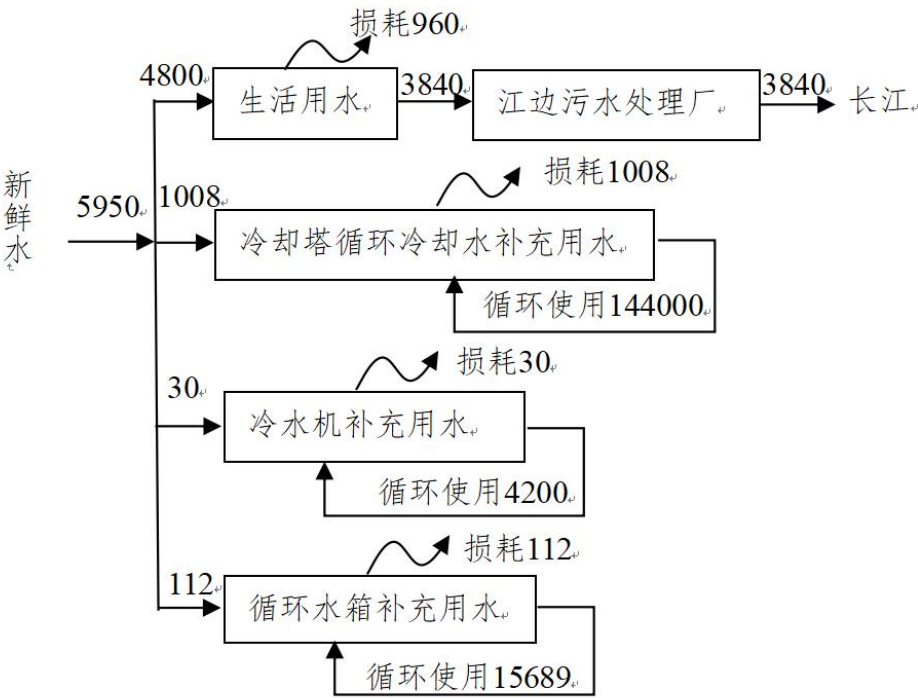 损耗960
4800
生活用水
3840
江边污水处理厂
3840
长江
新鲜水
5950
1008
损耗1008
冷却塔循环冷却水补充用水
循环使用144000
30
损耗30
冷水机补充用水
循环使用4200
112
损耗112
循环水箱补充用水
循环使用15689